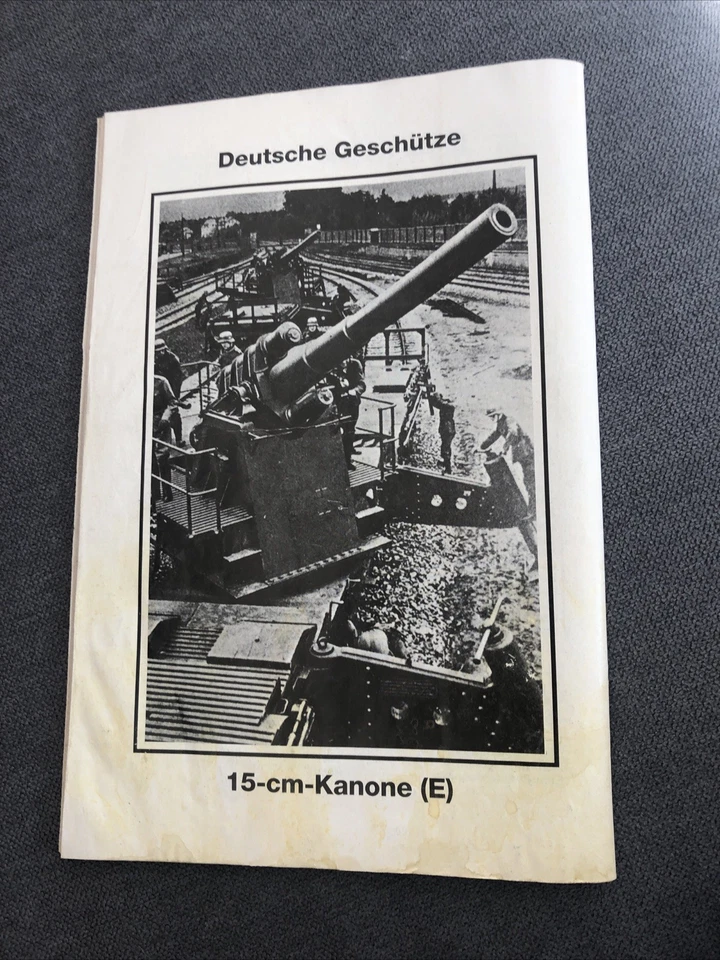 Deutsche Geschütze
15-cm-Kanone (E)